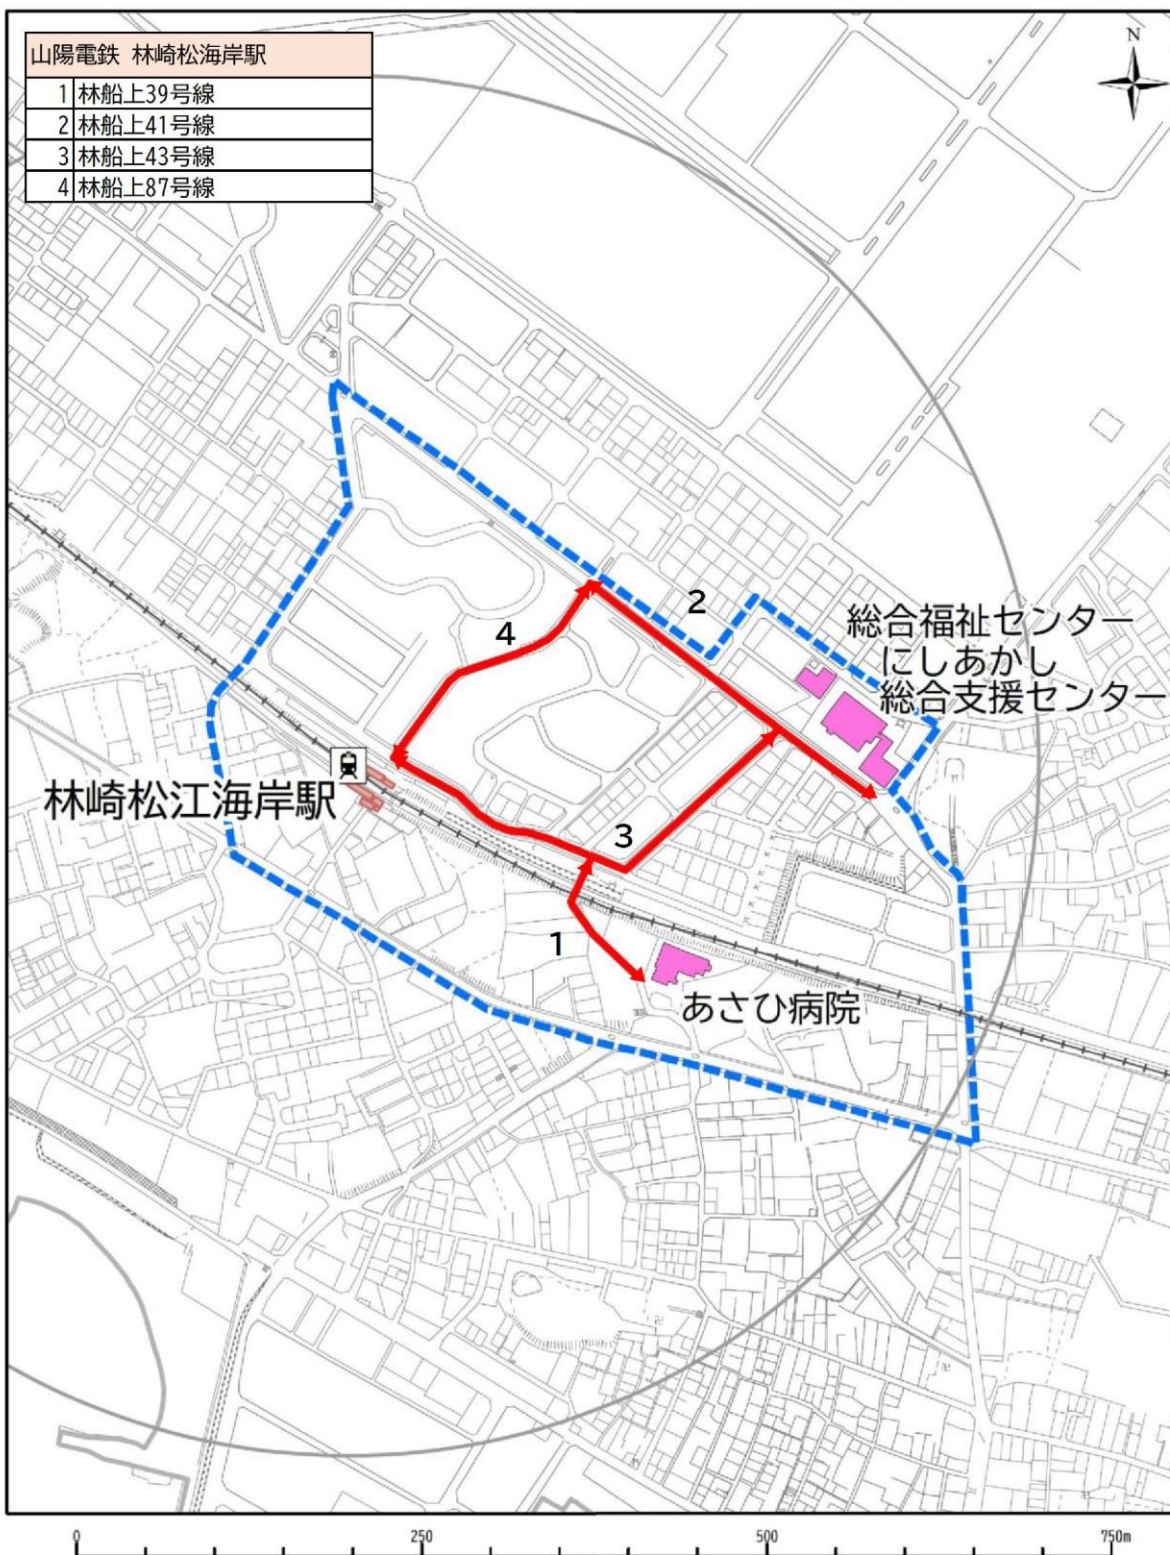 山陽電鉄 林崎松海岸駅
1 林船上39号線
2 林船上41号線
3 林船上43号線
4 林船上87号線
N
2
総合福祉センター
4
にしあかし
総合支援センター
林崎松江海岸駅
3
1
あさひ病院
0 250 500 750m